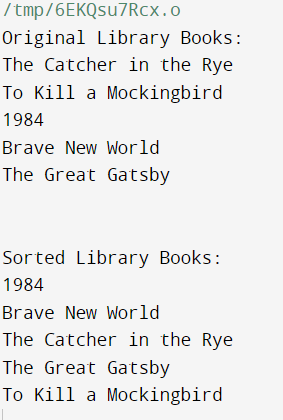 /tmp/6EKQsu7Rcx.o
Original Library Books:
The Catcher in the Rye
To Kill a Mockingbird
1984
Brave New World
The Great Gatsby
Sorted Library Books:
1984
Brave New World
The Catcher in the Rye
The Great Gatsby
To Kill a Mockingbird